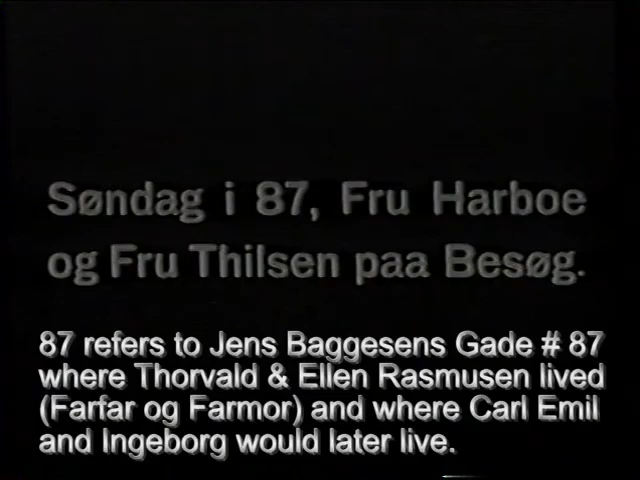 Søndag i 87, Fru Harboe
og Fru Thilsen paa Besøg.
87 refers to Jens Baggesens Gade # 87
where Thorvald & Ellen Rasmusen lived
(Farfar og Farmor) and where Carl Emil
and Ingeborg would later live.